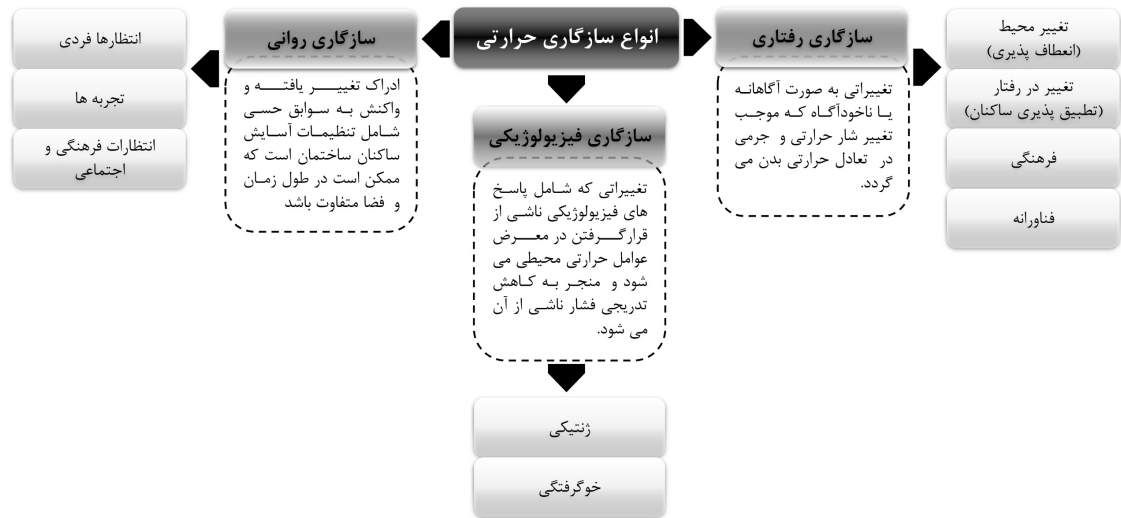 انواع سازگاری حرارتی
سازگاری رفتاری
تغییراتی به صورت آگاهانه
یا ناخودآگاه که موجب
تغییر شار حرارتی و جرمی
در تعادل حرارتی بدن می
گردد.
تغییر محیط
(انعطاف پذیری)
تغییر در رفتار
(تطبیق پذیری ساکنان)
فرهنگی
فناورانه
سازگاری فیزیولوژیکی
تغییراتی که شامل پاسخ
های فیزیولوژیکی ناشی از
قرارگرفتن در معرض
عوامل حرارتی محیطی می
شود و منجر به کاهش
تدریجی فشار ناشی از آن
می شود.
ژنتیکی
خوگرفتگی
سازگاری روانی
ادراک تغییر یافته و
واکنش به سوابق حسی
شامل تنظیمات آسایش
ساکنان ساختمان است که
ممکن است در طول زمان
و فضا متفاوت باشد
انتظارها فردی
تجربه ها
انتظارات فرهنگی و
اجتماعی